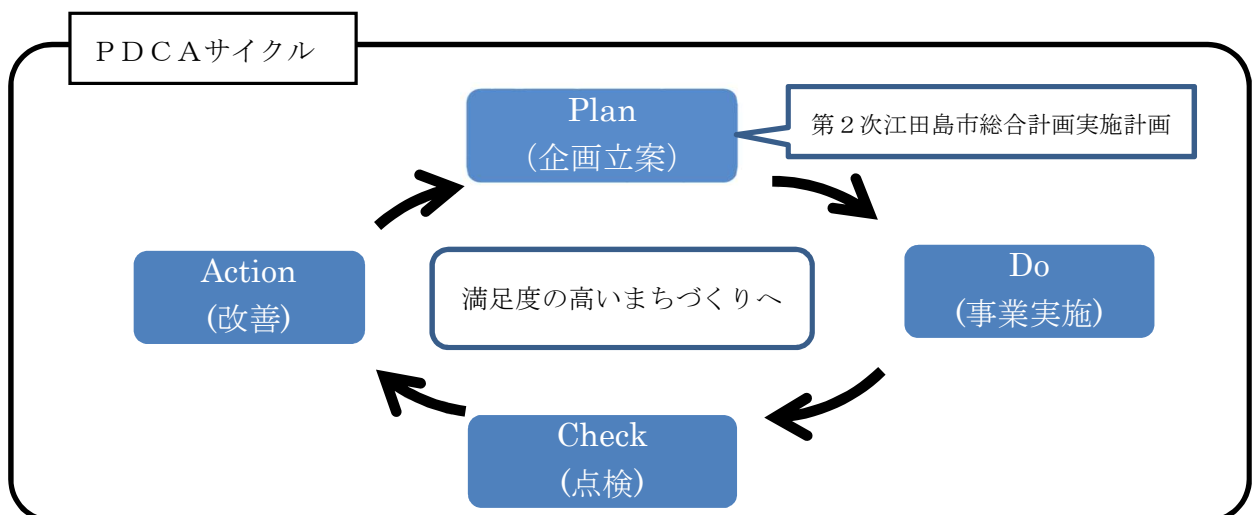 ＰＤＣＡサイクル
Plan
(企画立案)
第２次江田島市総合計画実施計画
Action
(改善)
満足度の高いまちづくりへ
Do
(事業実施)
Check
(点検)